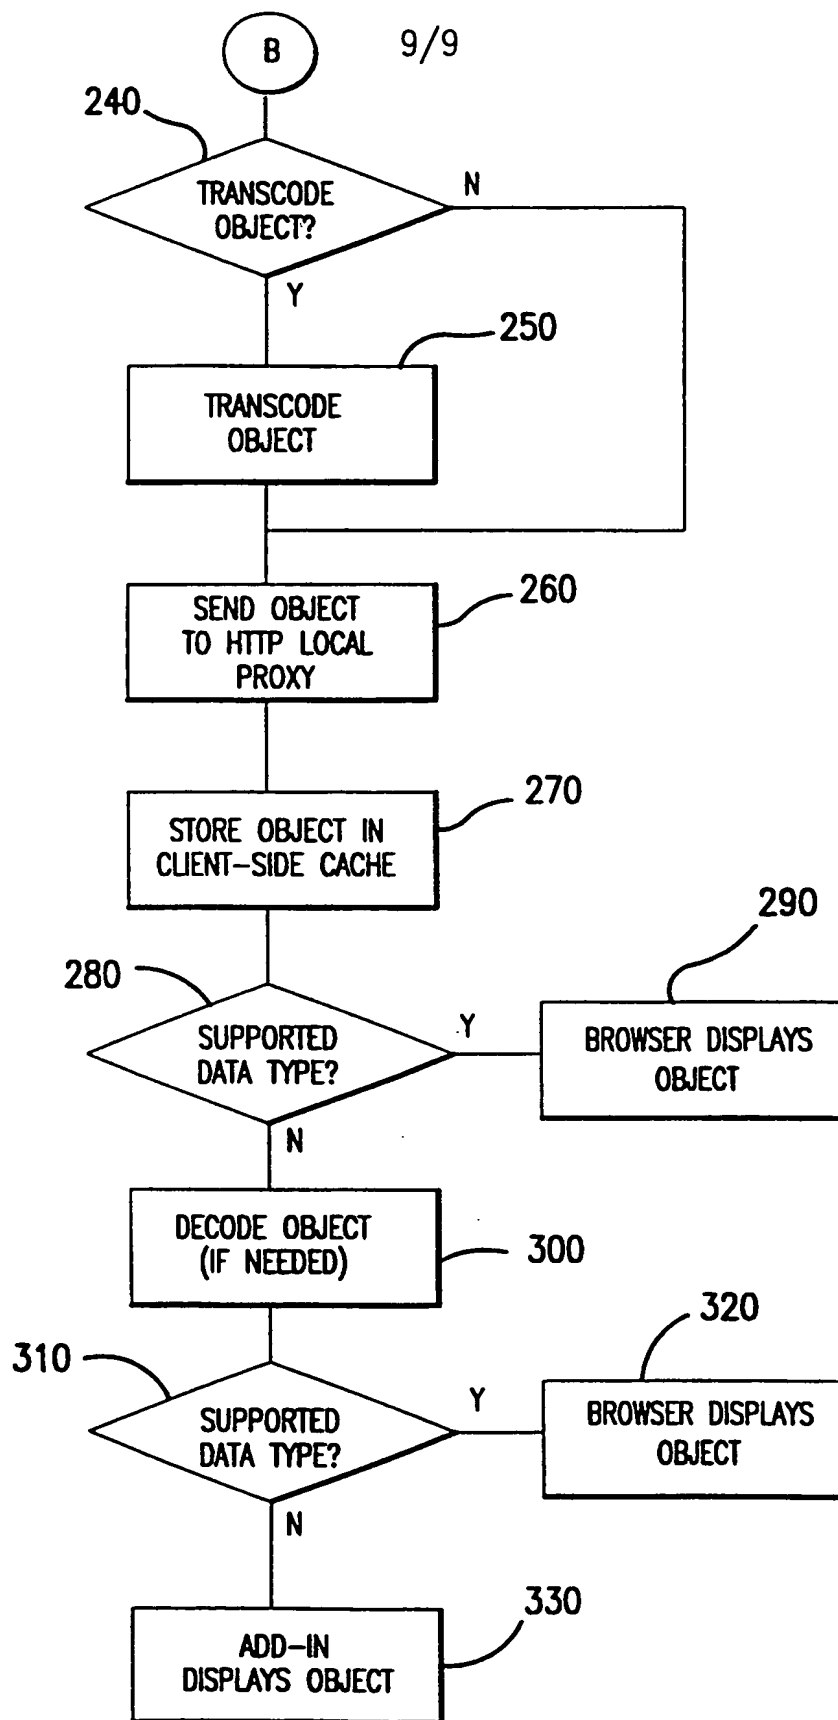 B
9/9
240
TRANSCODE
OBJECT?
N
Y
250
TRANSCODE
OBJECT
260
SEND OBJECT
TO HTTP LOCAL
PROXY
270
STORE OBJECT IN
CLIENT-SIDE CACHE
290
280
SUPPORTED
DATA TYPE?
Y
BROWSER DISPLAYS
OBJECT
N
DECODE OBJECT
(IF NEEDED)
300
320
310
SUPPORTED
DATA TYPE?
Y
BROWSER DISPLAYS
OBJECT
N
330
ADD-IN
DISPLAYS OBJECT